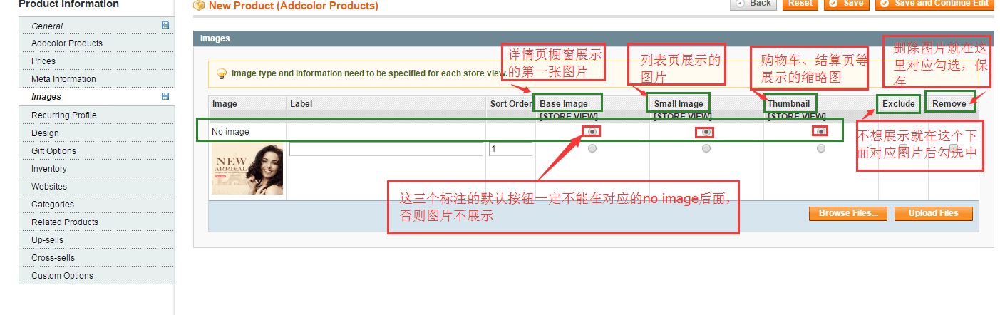 Product Information
General
Addcolor Products
Prices
Meta Information
Images
Recurring Profile
Design
Gift Options
Inventory
Websites
Categories
Related Products
Up-sells
Cross-sells
Custom Options
New Product (Addcolor Products)
Back
Reset
Save
Save and Continue Edit
Images
详情页橱窗展示
的第一张图片
列表页展示的
图片
购物车、结算页等
展示的缩略图
删除图片就在这
里对应勾选，保
存
Image type and information need to be specified for each store view.
Image
Label
Sort Order
Base Image
[STORE VIEW]
Small Image
[STORE VIEW]
Thumbnail
[STORE VIEW]
Exclude
Remove
No image
不想展示就在这个下
面对应图片后勾选中
NEW
ARRIVAL
1
这三个标注的默认按钮一定不能在对应的no image后面，
否则图片不展示
Browse Files...
Upload Files